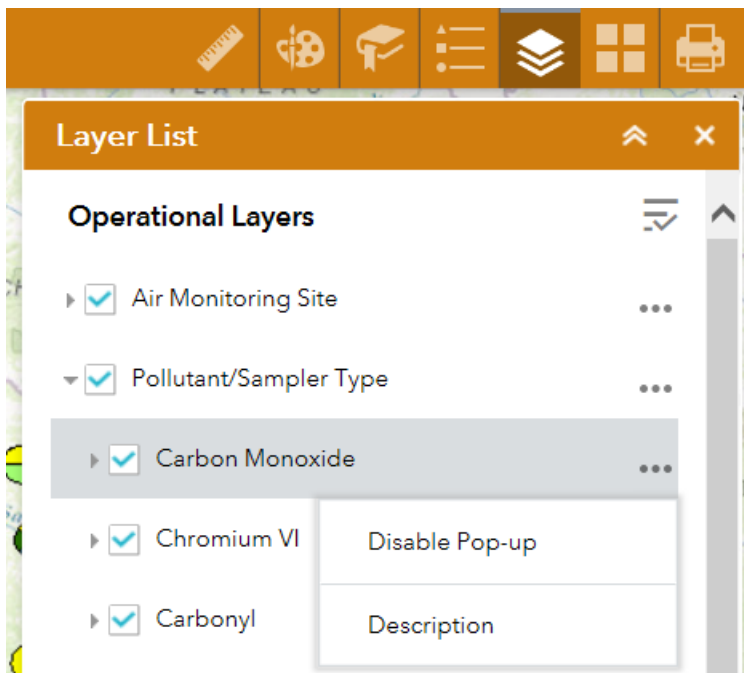 PLATEAU
Layer List
Operational Layers
Air Monitoring Site
Pollutant/Sampler Type
Carbon Monoxide
Chromium VI
Disable Pop-up
Carbonyl
Description